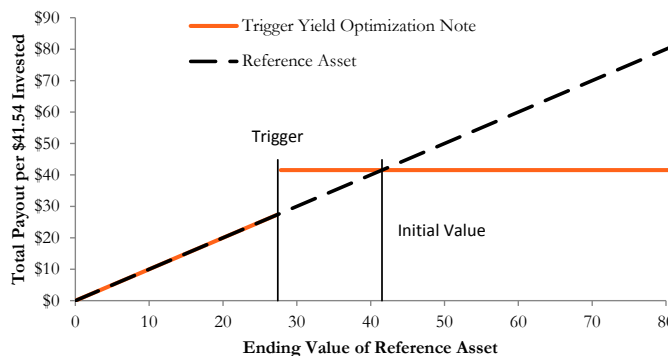 $90
$80
$70
$60
$50
$40
$30
$20
$10
$0
Total Payout per $41.54 Invested
Trigger Yield Optimization Note
Reference Asset
Trigger
Initial Value
0 10 20 30 40 50 60 70 80
Ending Value of Reference Asset